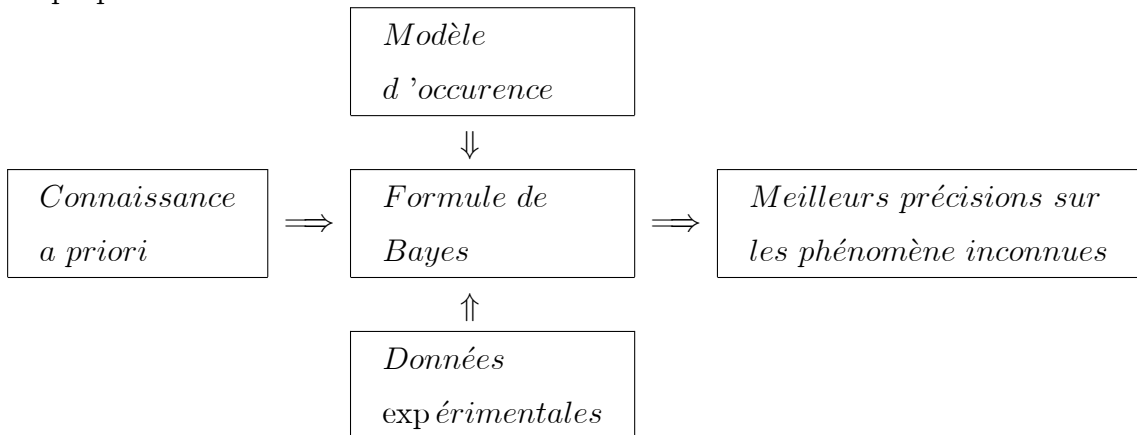 Modèle
d 'occurence
⇓
Connaissance
a priori
⟹
Formule de
Bayes
⟹
Meilleurs précisions sur
les phénomène inconnues
⇑
Données
exp érimentales